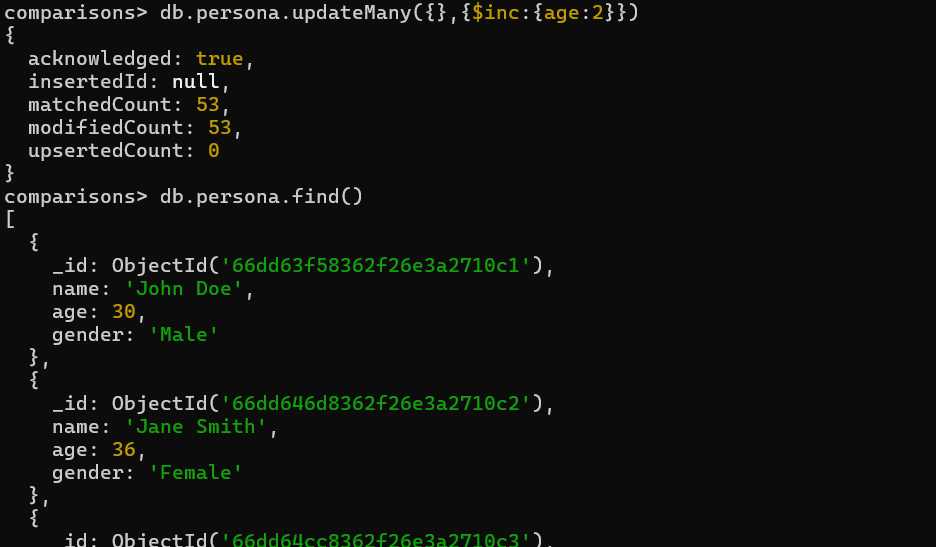 comparisons> db.persona.updateMany({},{$inc:{age:2}})
{
  acknowledged: true,
  insertedId: null,
  matchedCount: 53,
  modifiedCount: 53,
  upsertedCount: 0
}
comparisons> db.persona.find()
[
  {
    _id: ObjectId('66dd63f58362f26e3a2710c1'),
    name: 'John Doe',
    age: 30,
    gender: 'Male'
  },
  {
    _id: ObjectId('66dd646d8362f26e3a2710c2'),
    name: 'Jane Smith',
    age: 36,
    gender: 'Female'
  },
  {
    _id: ObjectId('66dd64cc8362f26e3a2710c3'),